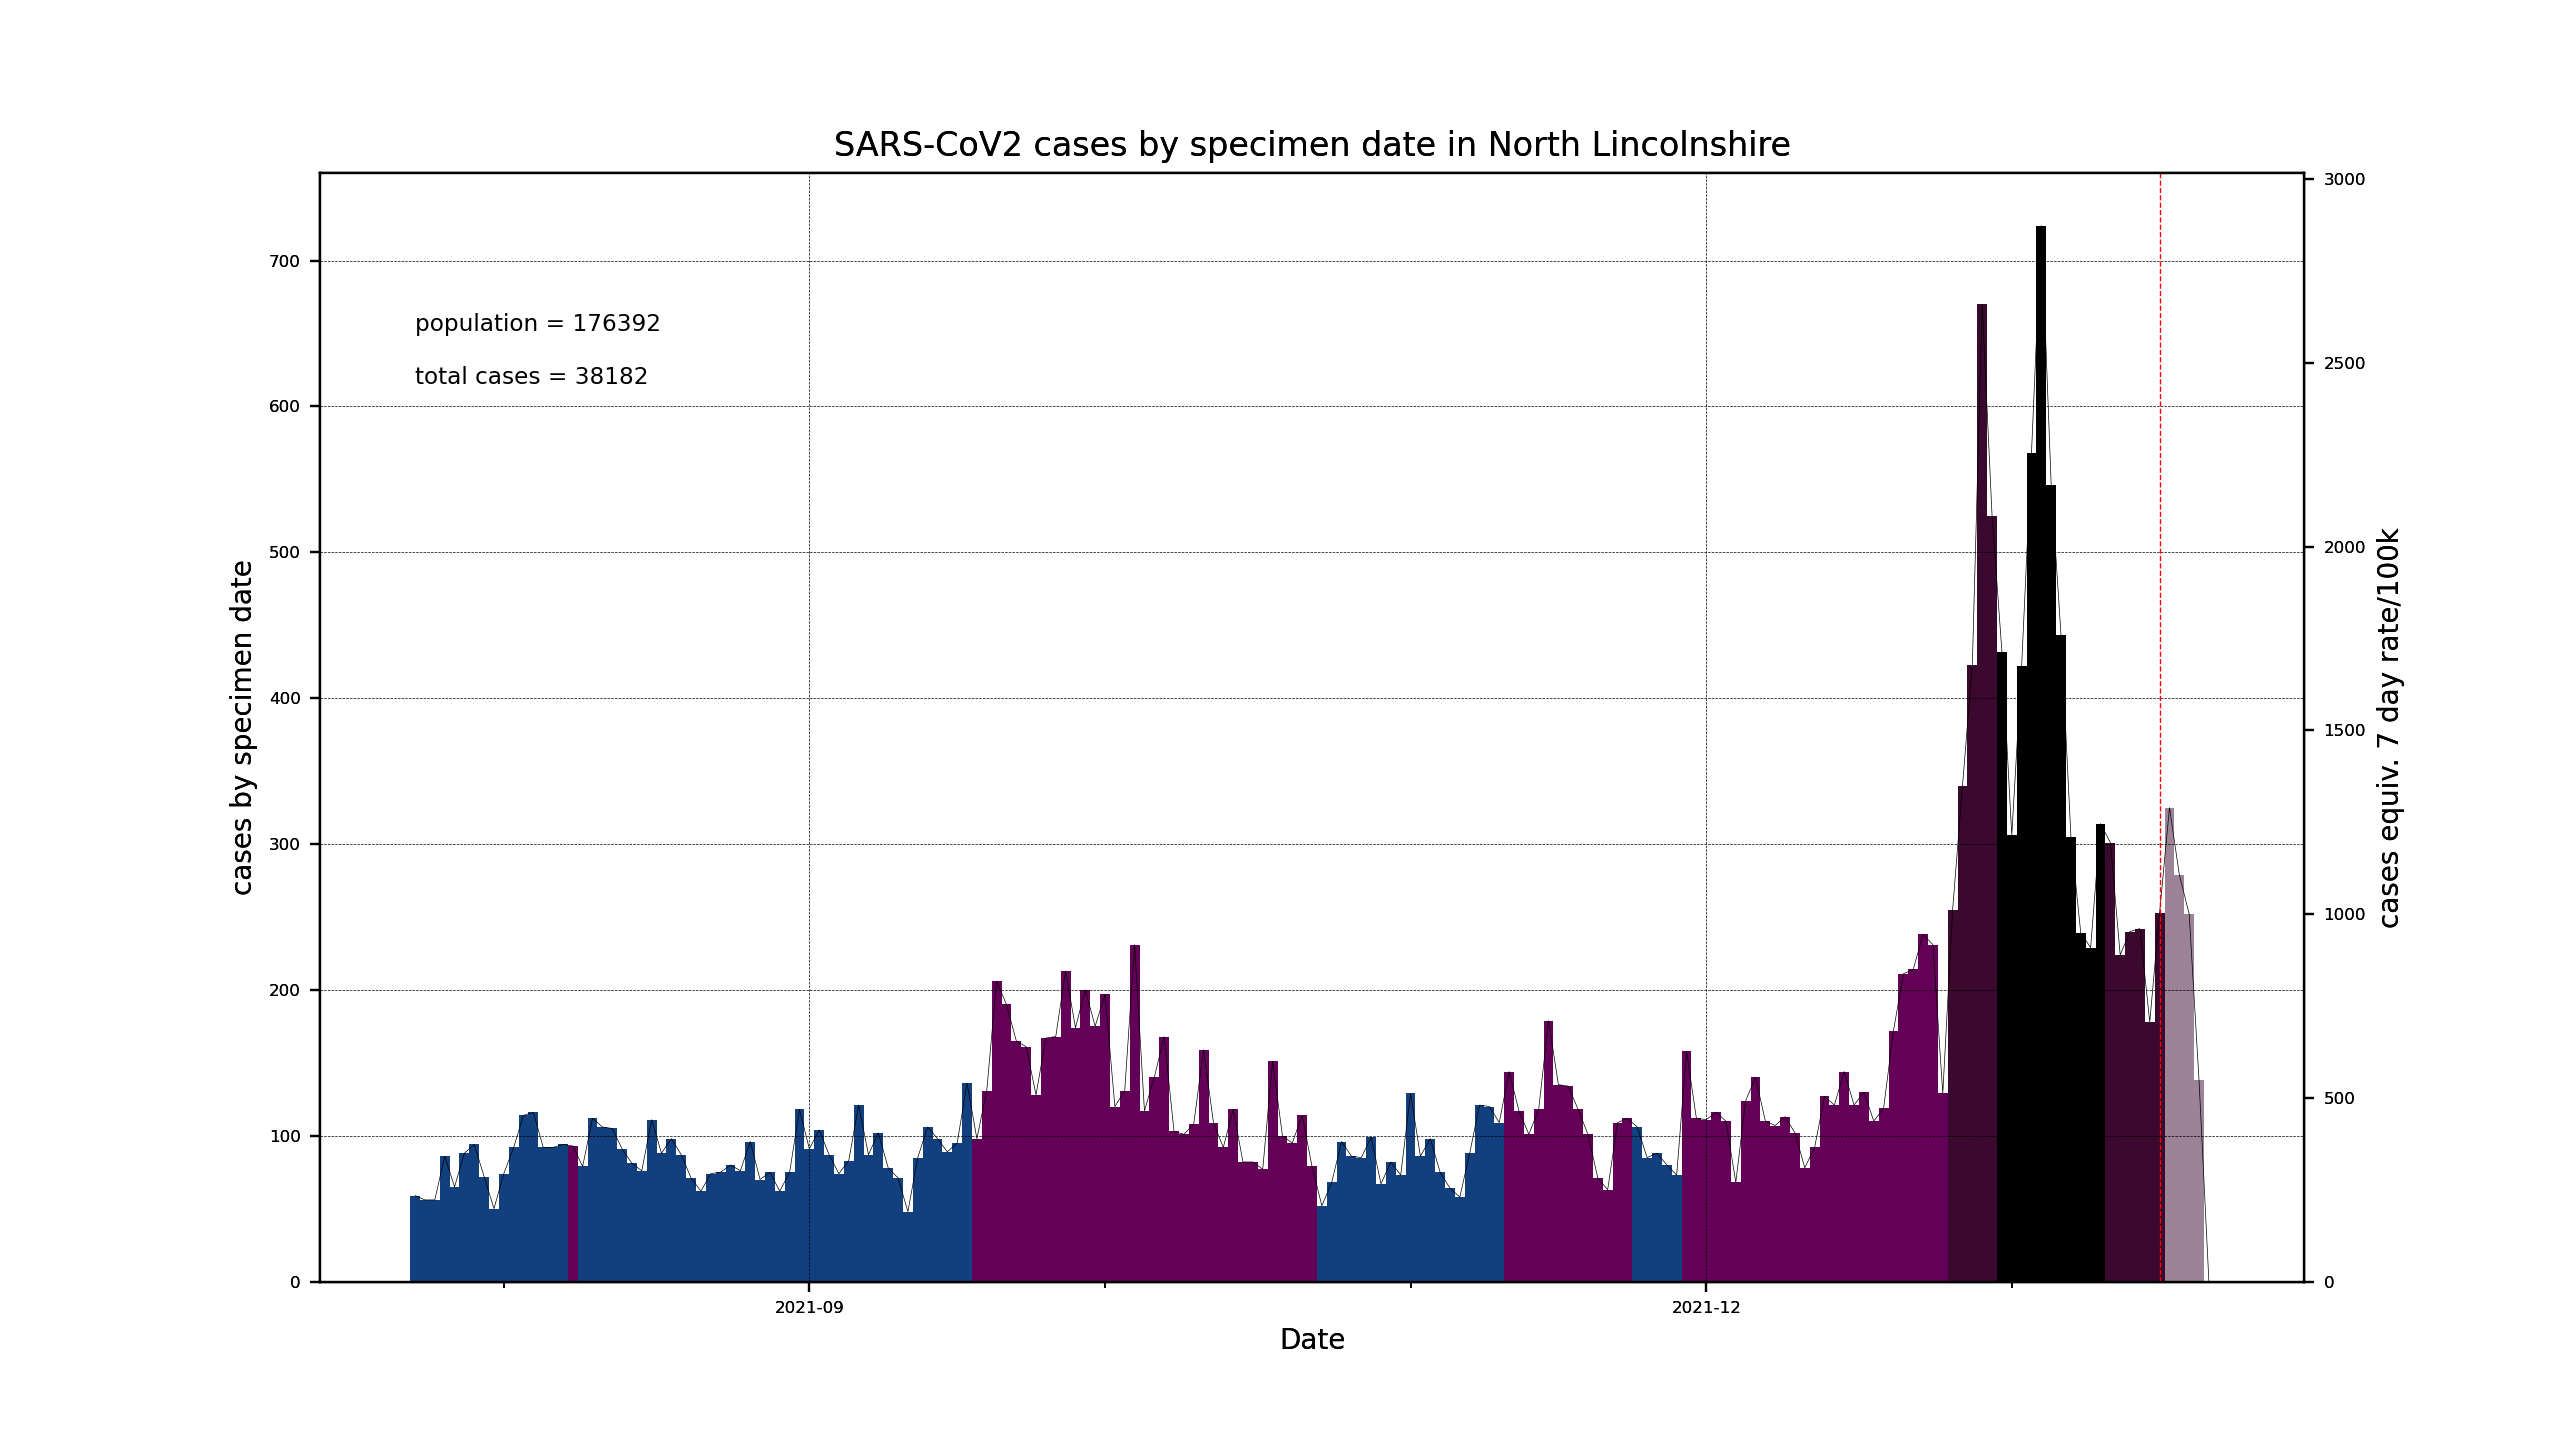 SARS-CoV2 cases by specimen date in North Lincolnshire
population = 176392
total cases = 38182
cases by specimen date
700
600
500
400
300
200
100
0
3000
2500
2000
1500
1000
500
0
cases equiv. 7 day rate/100k
2021-09
2021-12
Date